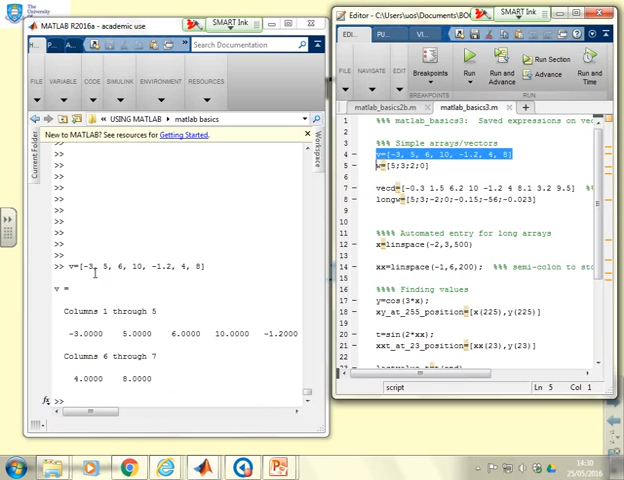 SMART Ink
MATLAB R2016a - academic use
Search Documentation
FILE
VARIABLE
CODE
SIMULINK
ENVIRONMENT
RESOURCES
USING MATLAB
matlab basics
New to MATLAB? See resources for Getting Started.
Current Folder
Workspace
>>
>>
>>
>>
>>
>>
>>
>>
>>
>>
>>
>> v=[-3, 5, 6, 10, -1.2, 4, 8]
v =
Columns 1 through 5
-3.0000 5.0000 6.0000 10.0000 -1.2000
Columns 6 through 7
4.0000 8.0000
fx >>
SMART Ink
Editor - C:\Users\uos\Documents\BO
EDI...
PU...
VI...
FILE
NAVIGATE
EDIT
Breakpoints
Run
Run and Advance
Run Section
Advance
Run and Time
BREAKPOINTS
RUN
matlab_basics2b.m
matlab_basics3.m
1 %%% matlab_basics3: Saved expressions on vec
2
3 %%% Simple arrays/vectors
4 v=[-3, 5, 6, 10, -1.2, 4, 8]
5 w=[5;3;2;0]
6
7 vecd=[-0.3 1.5 6.2 10 -1.2 4 8.1 3.2 9.5] %
8 longw=[5;3;-2;0;-0.15;-56;-0.023]
9
10
11 %%%% Automated entry for long arrays
12 x=linspace(-2,3,500)
13
14 xx=linspace(-1,6,200); %%% semi-colon to sto
15
16 %%%% Finding values
17 y=cos(3*x);
18 xy_at_255_position=[x(225),y(225)]
19
20 t=sin(2*xx);
21 xxt_at_23_position=[xx(23),y(23)]
22
23
script
Ln 5 Col 1
14:30
25/05/2016